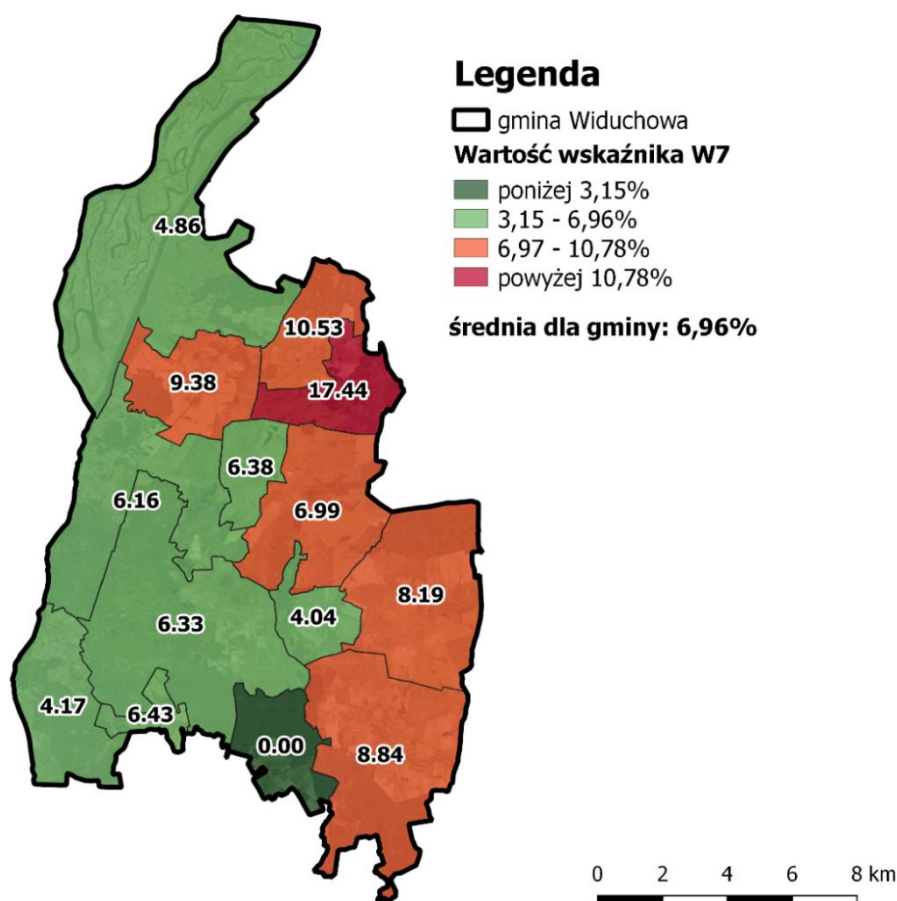 Legenda
gmina Widuchowa
Wartość wskaźnika W7
poniżej 3,15%
3,15 - 6,96%
6,97 - 10,78%
powyżej 10,78%
średnia dla gminy: 6,96%
4.86
10.53
9.38
17.44
6.38
6.16
6.99
8.19
6.33
4.04
4.17
6.43
0.00
8.84
0 2 4 6 8 km